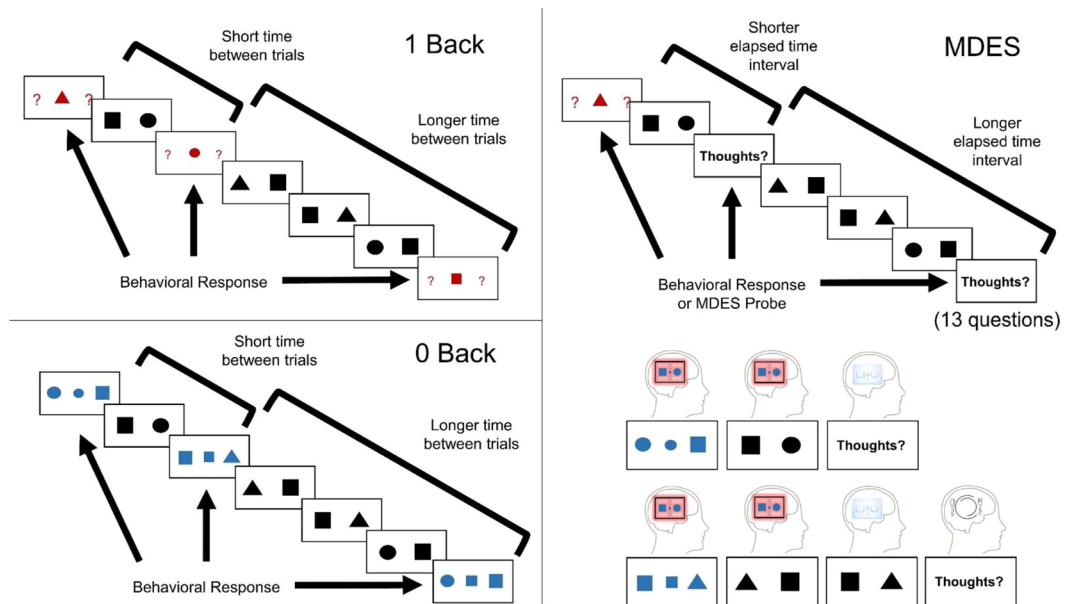 Short time
between trials
1 Back
? ?
Longer time
between trials
? ?
Behavioral Response
? ?
Short time
between trials
0 Back
Longer time
between trials
Behavioral Response
Shorter
elapsed time
interval
MDES
? ?
Longer
elapsed time
interval
Thoughts?
Behavioral Response
or MDES Probe
Thoughts?
(13 questions)
Thoughts?
Thoughts?